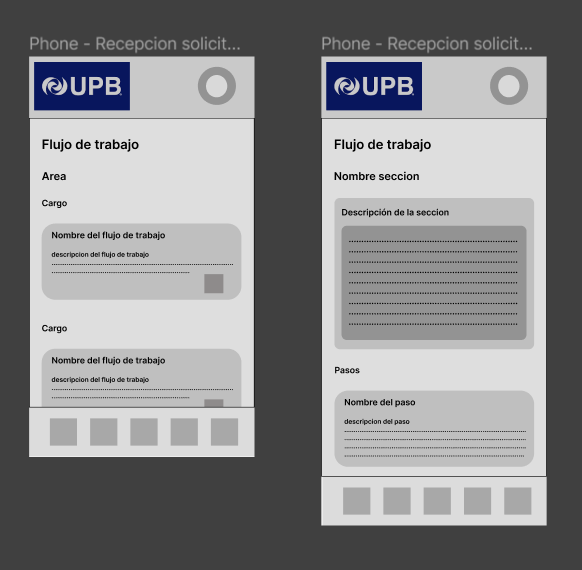 Phone - Recepcion solicit...
UPB
Flujo de trabajo
Area
Cargo
Nombre del flujo de trabajo
descripcion del flujo de trabajo
Cargo
Nombre del flujo de trabajo
descripcion del flujo de trabajo
Phone - Recepcion solicit...
UPB
Flujo de trabajo
Nombre seccion
Descripción de la seccion
Pasos
Nombre del paso
descripcion del paso